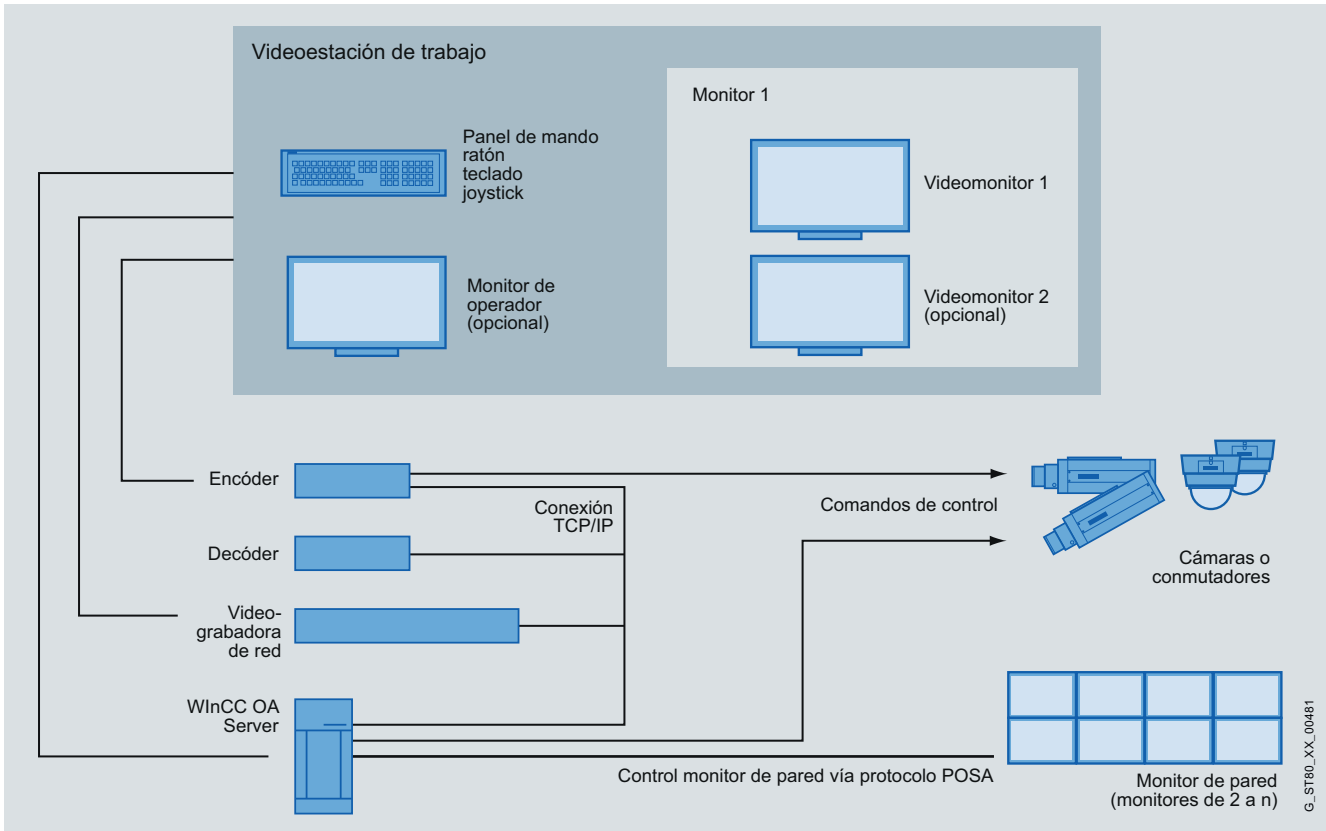 Videoestación de trabajo
Monitor 1
Panel de mando
ratón
teclado
joystick
Videomonitor 1
Monitor de
operador
(opcional)
Videomonitor 2
(opcional)
Encóder
Conexión
TCP/IP
Comandos de control
Decóder
Cámaras o
conmutadores
Video-
grabadora
de red
WInCC OA
Server
Control monitor de pared vía protocolo POSA
Monitor de pared
(monitores de 2 a n)
G_ST80_XX_00481